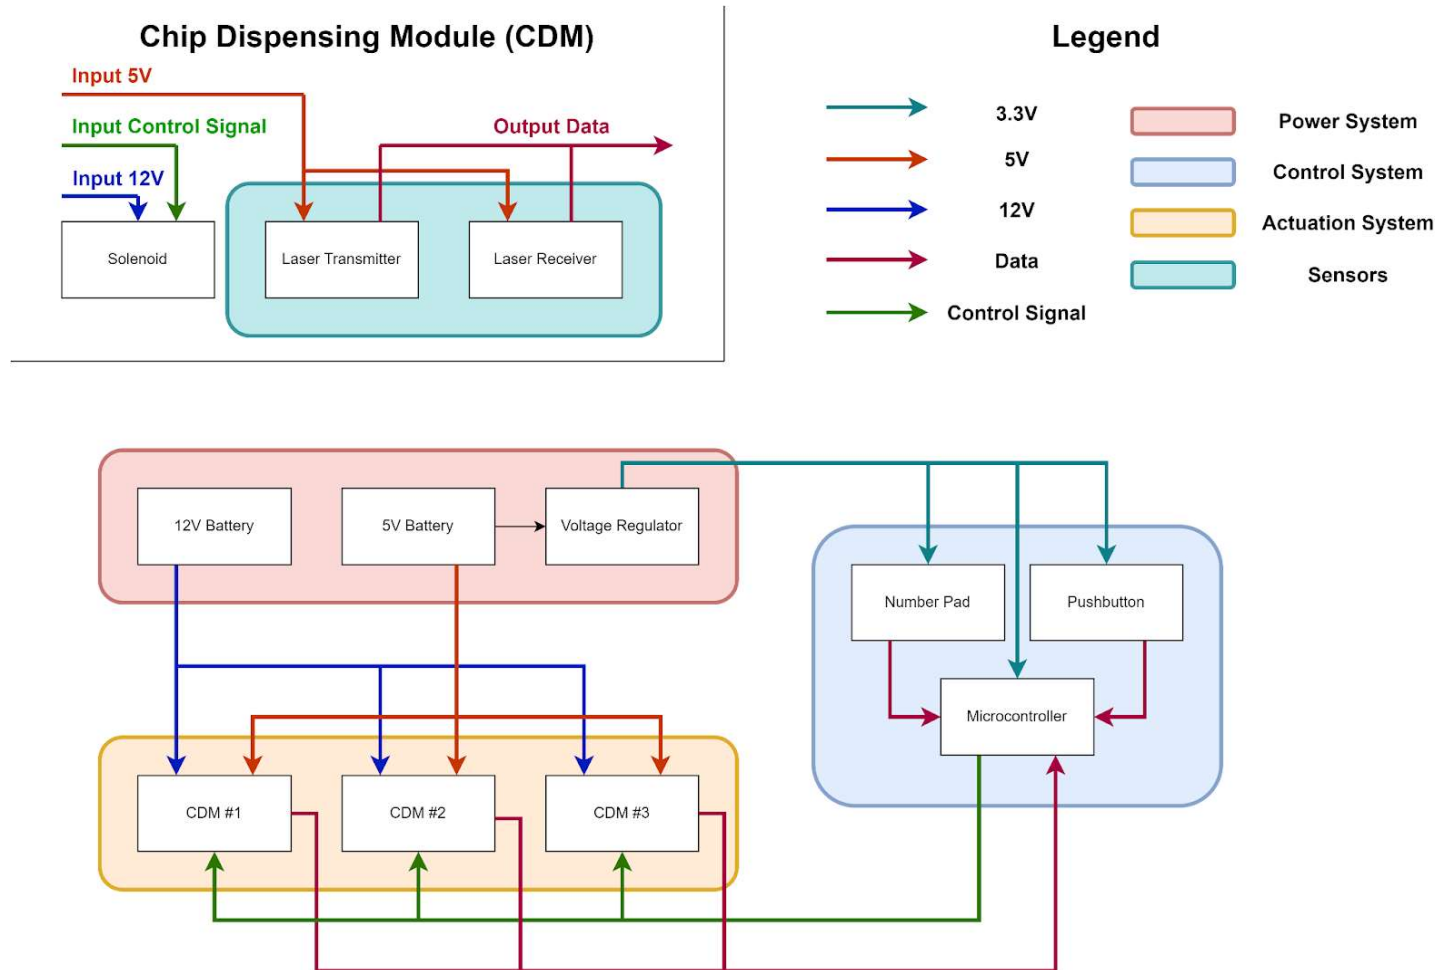 Chip Dispensing Module (CDM)
Input 5V
Input Control Signal
Output Data
Input 12V
Solenoid
Laser Transmitter
Laser Receiver
Legend
3.3V
5V
12V
Data
Control Signal
Power System
Control System
Actuation System
Sensors
12V Battery
5V Battery
Voltage Regulator
Number Pad
Pushbutton
Microcontroller
CDM #1
CDM #2
CDM #3